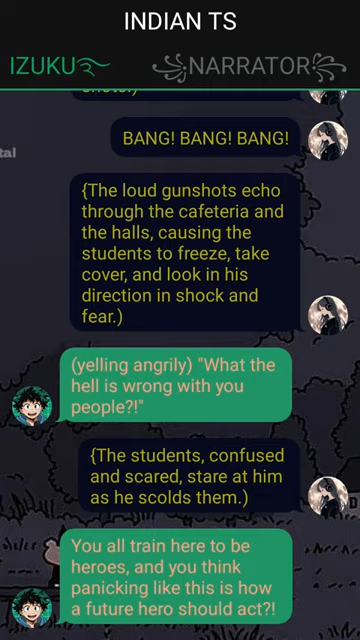 INDIAN TS
IZUKU NARRATOR
BANG! BANG! BANG!
{The loud gunshots echo
through the cafeteria and
the halls, causing the
students to freeze, take
cover, and look in his
direction in shock and
fear.)
(yelling angrily) "What the
hell is wrong with you
people?!"
{The students, confused
and scared, stare at him
as he scolds them.)
You all train here to be
heroes, and you think
panicking like this is how
a future hero should act?!